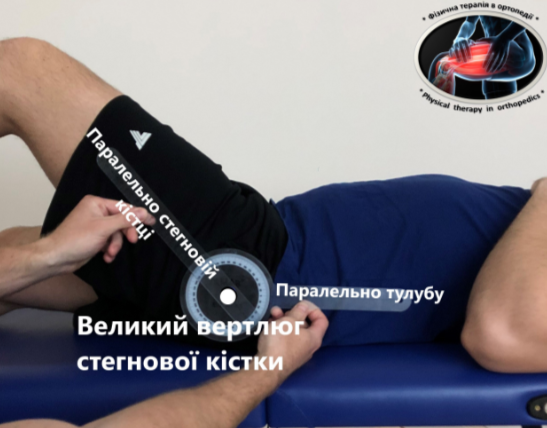 * Фізична терапія в ортопедії *
* Physical therapy in orthopedics *
Паралельно стегновій
кістці
Паралельно тулубу
Великий вертлюг
стегнової кістки